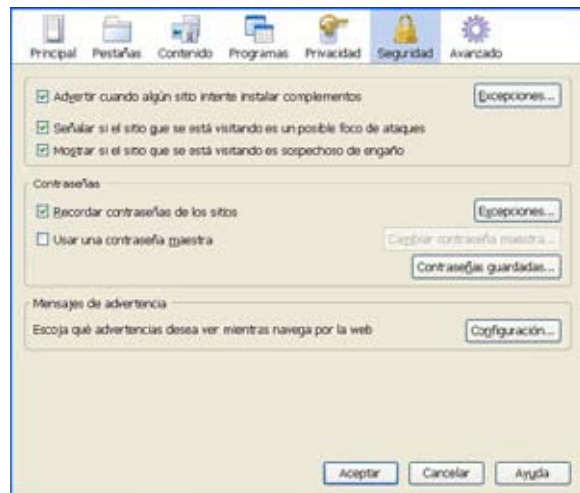 Principal Pestañas Contenido Programas Privacidad Seguridad Avanzado
Advertir cuando algún sitio intente instalar complementos Excepciones...
Señalar si el sitio que se está visitando es un posible foco de ataques
Mostrar si el sitio que se está visitando es sospechoso de engaño
Contraseñas
Recordar contraseñas de los sitios Excepciones...
Usar una contraseña maestra Cambiar contraseña maestra...
Contraseñas guardadas...
Mensajes de advertencia
Escoja qué advertencias desea ver mientras navega por la web Configuración...
Aceptar Cancelar Ayuda